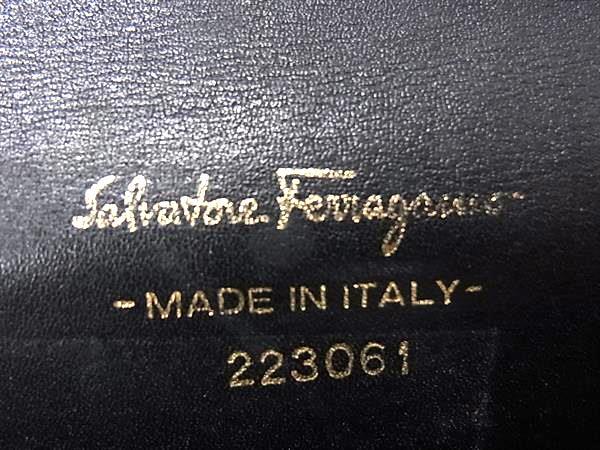 Salvatore Ferragamo
- MADE IN ITALY -
223061